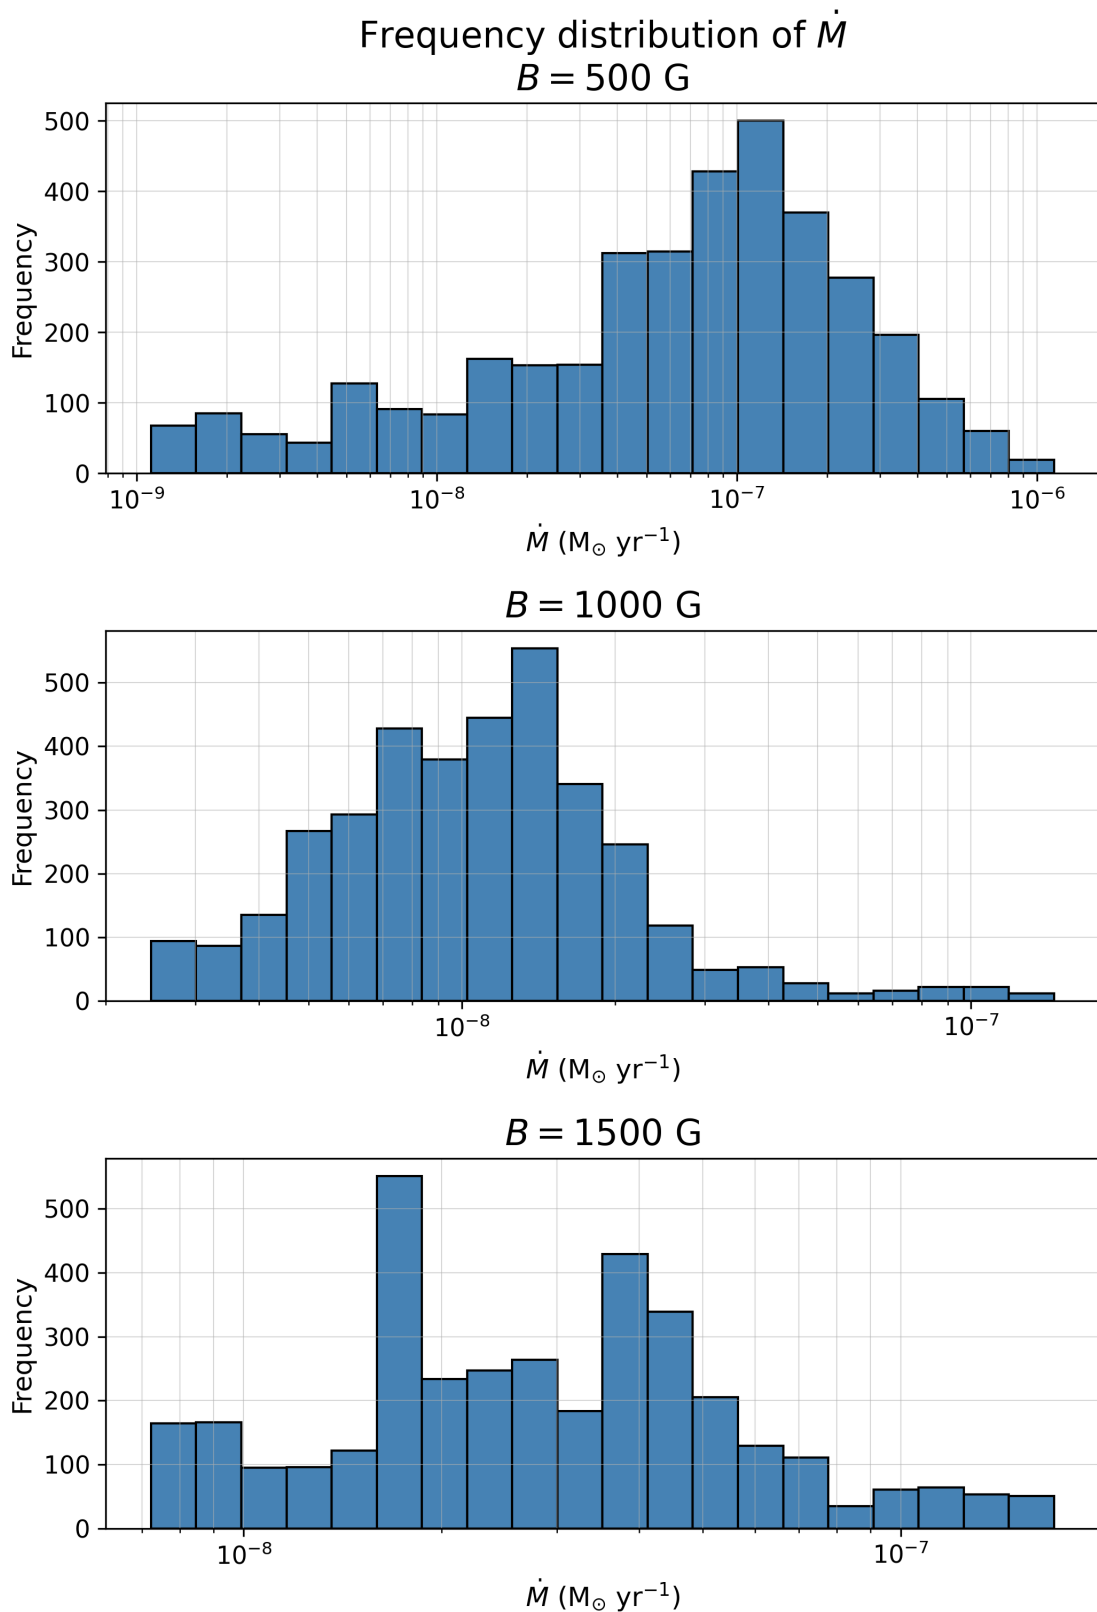 Frequency distribution of Ṁ
B = 500 G
Frequency
500
400
300
200
100
0
10⁻⁹ 10⁻⁸ 10⁻⁷ 10⁻⁶
Ṁ (M☉ yr⁻¹)
B = 1000 G
Frequency
500
400
300
200
100
0
10⁻⁸ 10⁻⁷
Ṁ (M☉ yr⁻¹)
B = 1500 G
Frequency
500
400
300
200
100
0
10⁻⁸ 10⁻⁷
Ṁ (M☉ yr⁻¹)